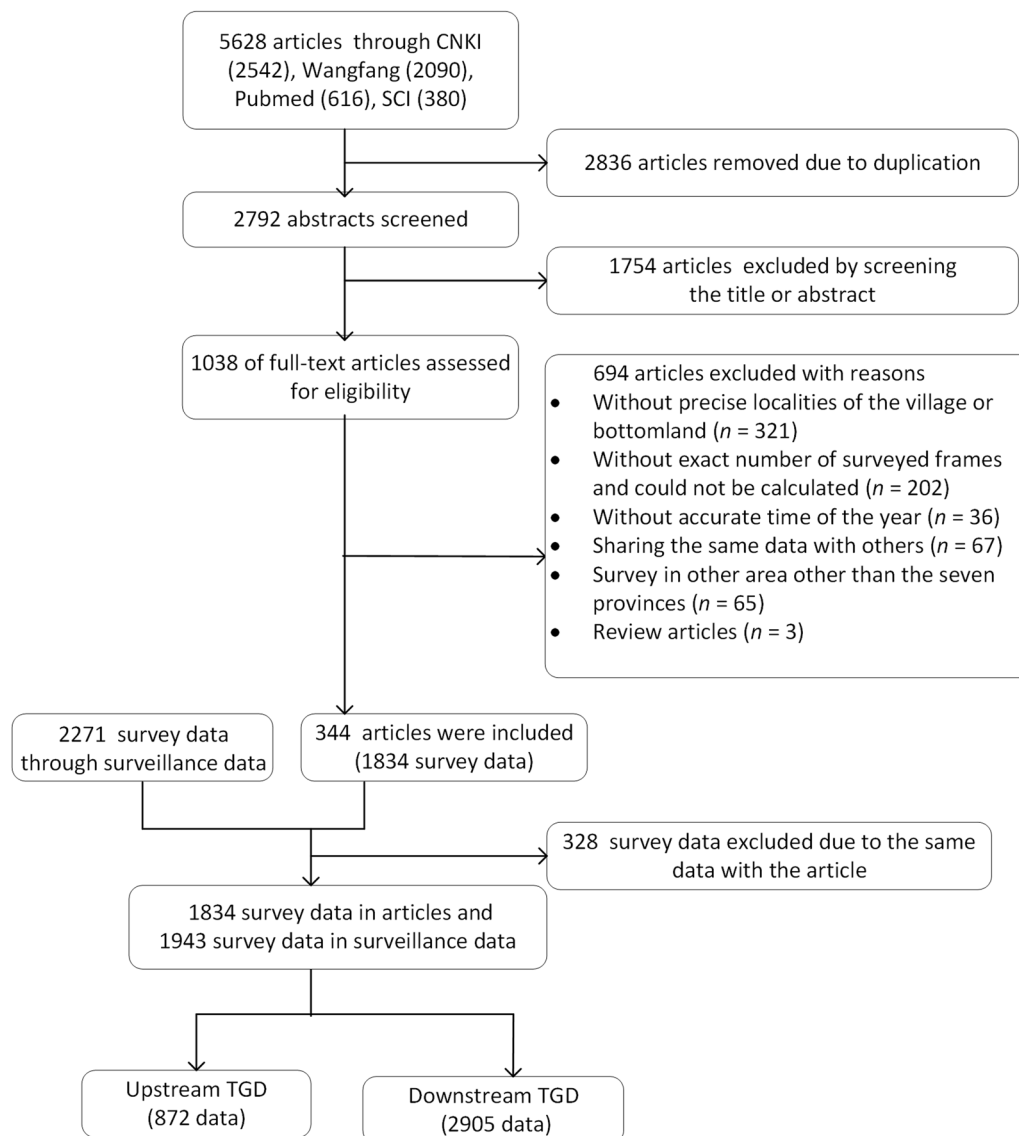 5628 articles through CNKI
(2542), Wangfang (2090),
Pubmed (616), SCI (380)
2836 articles removed due to duplication
2792 abstracts screened
1754 articles excluded by screening
the title or abstract
1038 of full-text articles assessed
for eligibility
694 articles excluded with reasons
• Without precise localities of the village or
bottomland (n = 321)
• Without exact number of surveyed frames
and could not be calculated (n = 202)
• Without accurate time of the year (n = 36)
• Sharing the same data with others (n = 67)
• Survey in other area other than the seven
provinces (n = 65)
• Review articles (n = 3)
2271 survey data
through surveillance data
344 articles were included
(1834 survey data)
328 survey data excluded due to the same
data with the article
1834 survey data in articles and
1943 survey data in surveillance data
Upstream TGD
(872 data)
Downstream TGD
(2905 data)